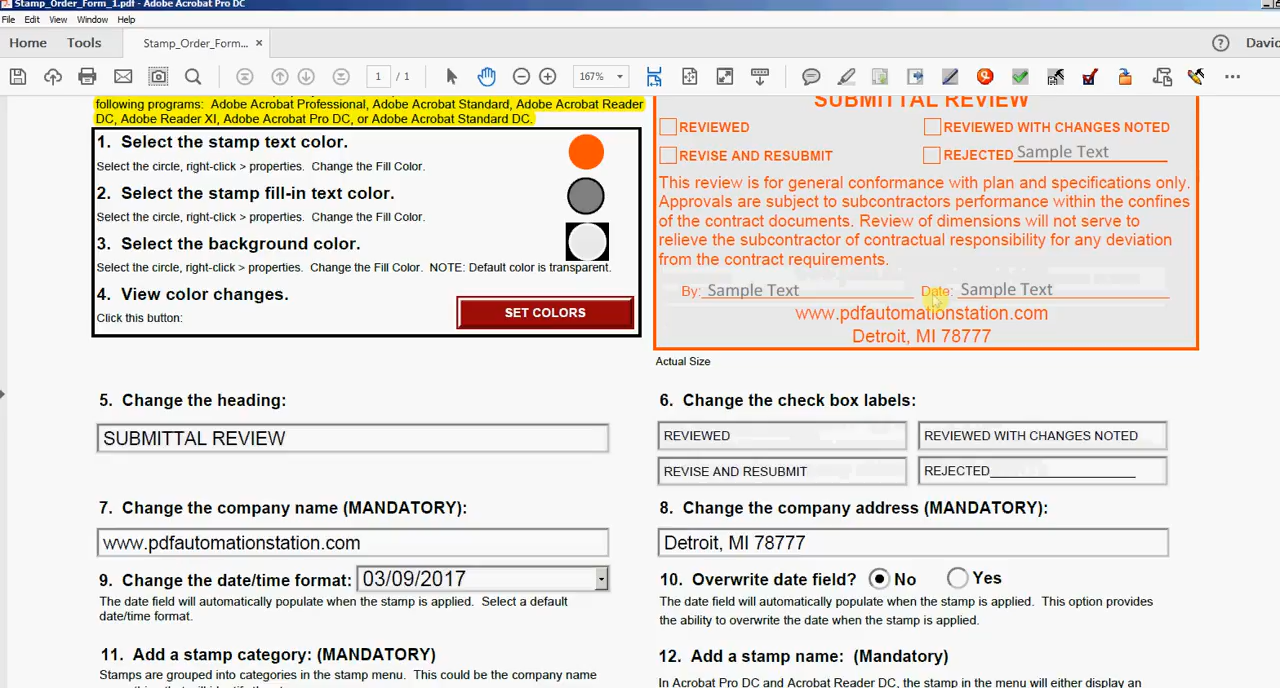 Stamp_Order_Form_1.pdf - Adobe Acrobat Pro DC
File Edit View Window Help
Home Tools Stamp_Order_Form... × ? Davi
1 / 1 167%
following programs: Adobe Acrobat Professional, Adobe Acrobat Standard, Adobe Acrobat Reader
DC, Adobe Reader XI, Adobe Acrobat Pro DC, or Adobe Acrobat Standard DC.
1. Select the stamp text color.
Select the circle, right-click > properties. Change the Fill Color.
2. Select the stamp fill-in text color.
Select the circle, right-click > properties. Change the Fill Color.
3. Select the background color.
Select the circle, right-click > properties. Change the Fill Color. NOTE: Default color is transparent.
4. View color changes.
Click this button:
SET COLORS
SUBMITTAL REVIEW
REVIEWED
REVIEWED WITH CHANGES NOTED
REVISE AND RESUBMIT
REJECTED Sample Text
This review is for general conformance with plan and specifications only.
Approvals are subject to subcontractors performance within the confines
of the contract documents. Review of dimensions will not serve to
relieve the subcontractor of contractual responsibility for any deviation
from the contract requirements.
By: Sample Text Date: Sample Text
www.pdfautomationstation.com
Detroit, MI 78777
Actual Size
5. Change the heading:
SUBMITTAL REVIEW
6. Change the check box labels:
REVIEWED
REVIEWED WITH CHANGES NOTED
REVISE AND RESUBMIT
REJECTED____________________
7. Change the company name (MANDATORY):
www.pdfautomationstation.com
8. Change the company address (MANDATORY):
Detroit, MI 78777
9. Change the date/time format: 03/09/2017
The date field will automatically populate when the stamp is applied. Select a default
date/time format.
10. Overwrite date field? No Yes
The date field will automatically populate when the stamp is applied. This option provides
the ability to overwrite the date when the stamp is applied.
11. Add a stamp category: (MANDATORY)
Stamps are grouped into categories in the stamp menu. This could be the company name
12. Add a stamp name: (Mandatory)
In Acrobat Pro DC and Acrobat Reader DC, the stamp in the menu will either display an